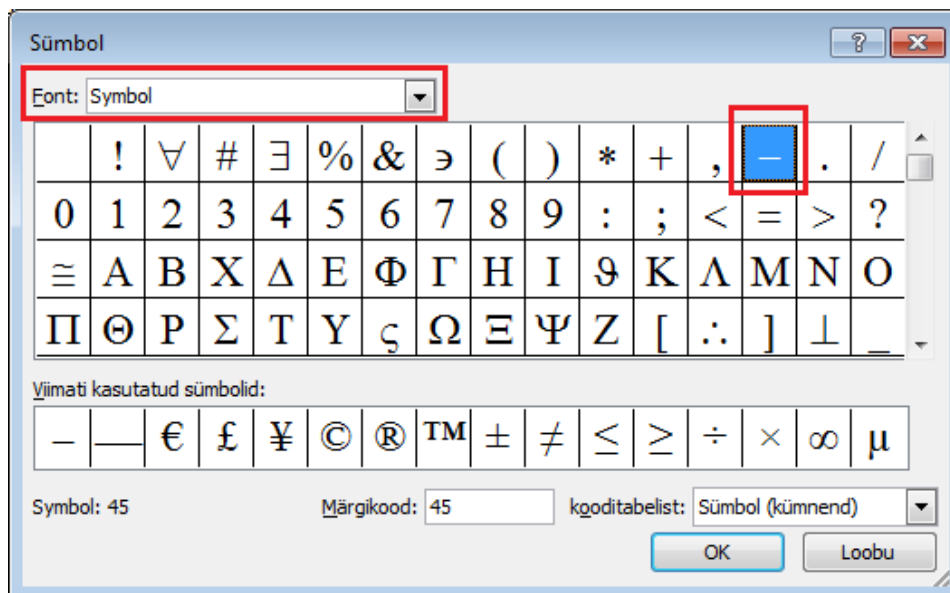 Sümbol
Font: Symbol
! ∀ # ∃ % & ∍ ( ) ∗ + , − . /
0 1 2 3 4 5 6 7 8 9 : ; < = > ?
≅ Α Β Χ Δ Ε Φ Γ Η Ι ϑ Κ Λ Μ Ν Ο
Π Θ Ρ Σ Τ Υ ς Ω Ξ Ψ Ζ [ ∴ ] ⊥ _
Viimati kasutatud sümbolid:
– — € £ ¥ © ® ™ ± ≠ ≤ ≥ ÷ × ∞ µ
Symbol: 45 Märgikood: 45 kooditabelist: Sümbol (kümnend)
OK Loobu